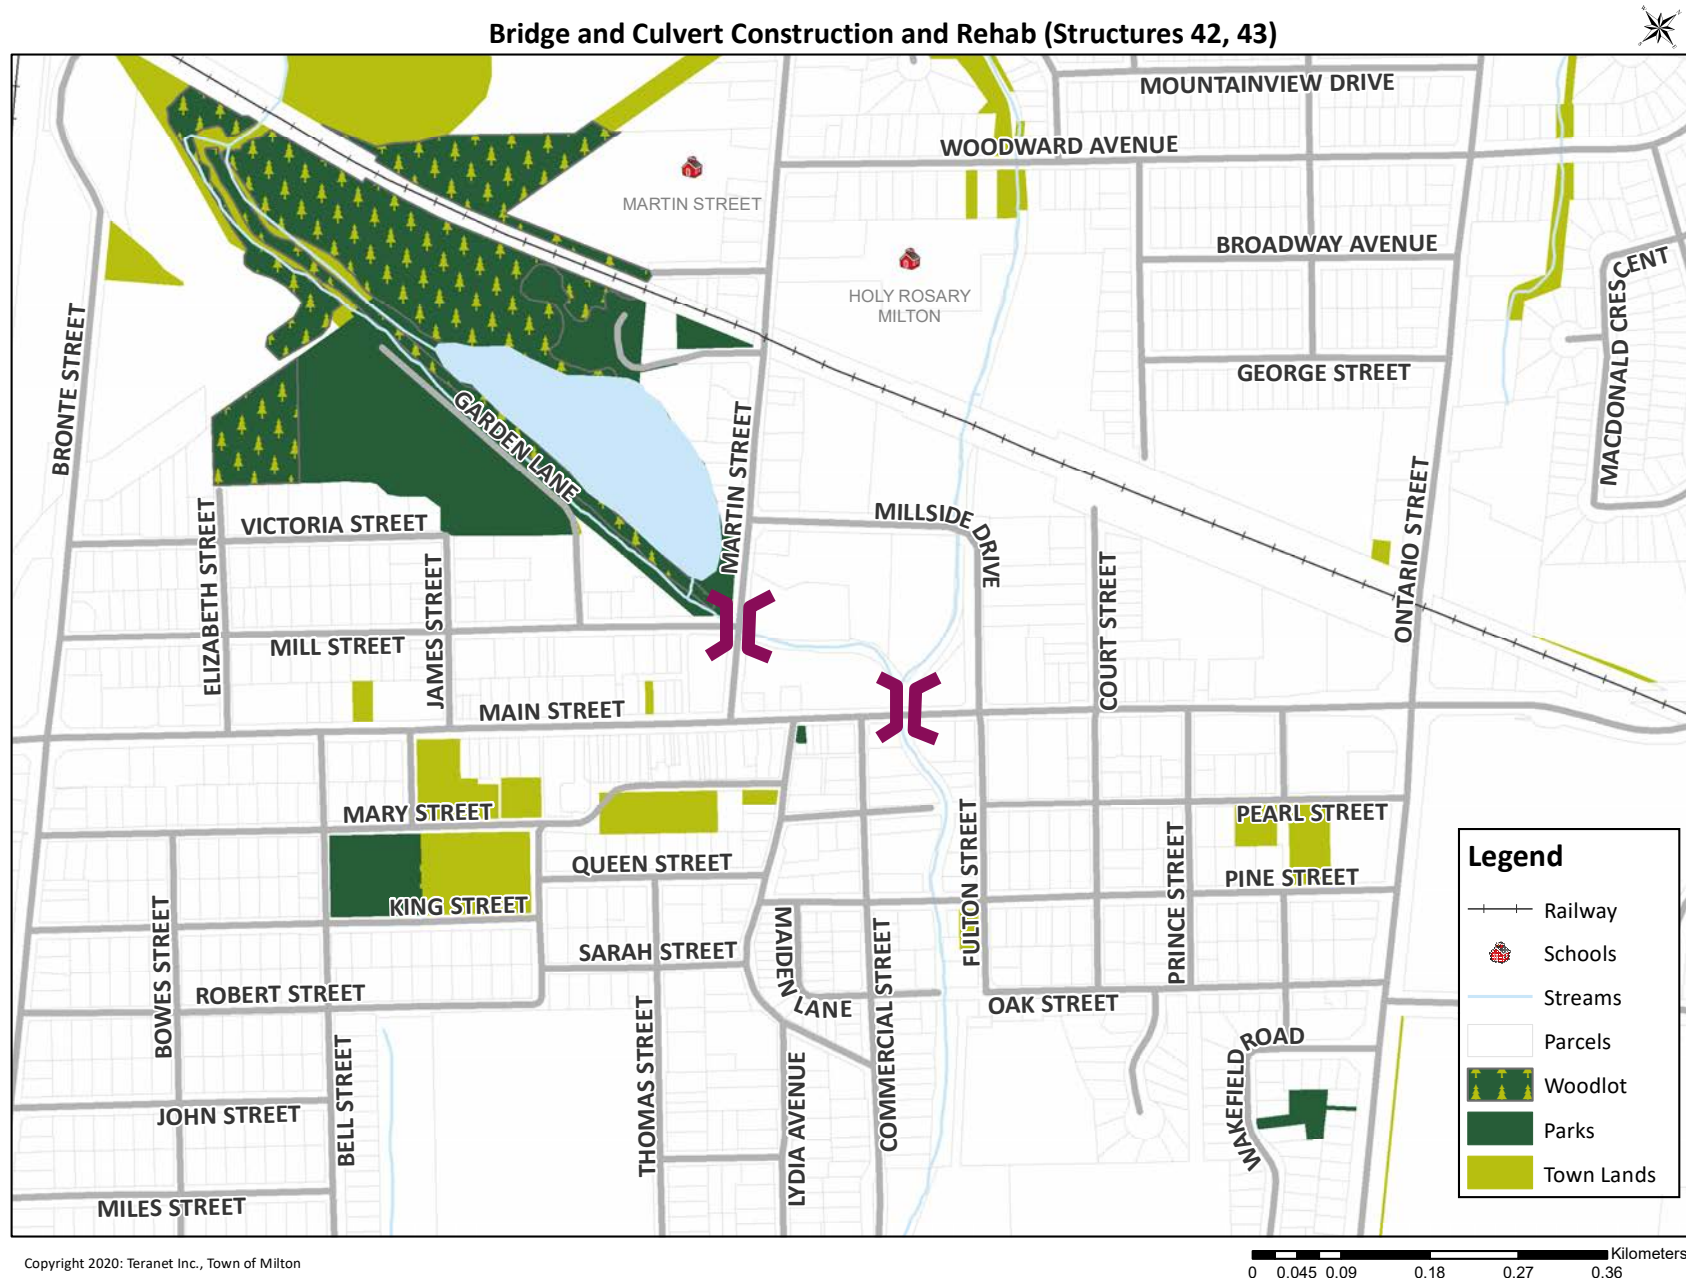 Bridge and Culvert Construction and Rehab (Structures 42, 43)
MOUNTAINVIEW DRIVE
WOODWARD AVENUE
MARTIN STREET
BROADWAY AVENUE
MACDONALD CRESCENT
HOLY ROSARY
MILTON
GEORGE STREET
BRONTE STREET
GARDEN LANE
MARTIN STREET
ONTARIO STREET
VICTORIA STREET
MILLSIDE DRIVE
ELIZABETH STREET
JAMES STREET
COURT STREET
MILL STREET
MAIN STREET
MARY STREET
PEARL STREET
QUEEN STREET
FULTON STREET
PRINCE STREET
PINE STREET
KING STREET
BOWES STREET
SARAH STREET
MAIDEN LANE
COMMERCIAL STREET
ROBERT STREET
THOMAS STREET
OAK STREET
WAKEFIELD ROAD
BELL STREET
LYDIA AVENUE
JOHN STREET
MILES STREET
Legend
Railway
Schools
Streams
Parcels
Woodlot
Parks
Town Lands
Copyright 2020: Teranet Inc., Town of Milton
Kilometers
0 0.045 0.09 0.18 0.27 0.36